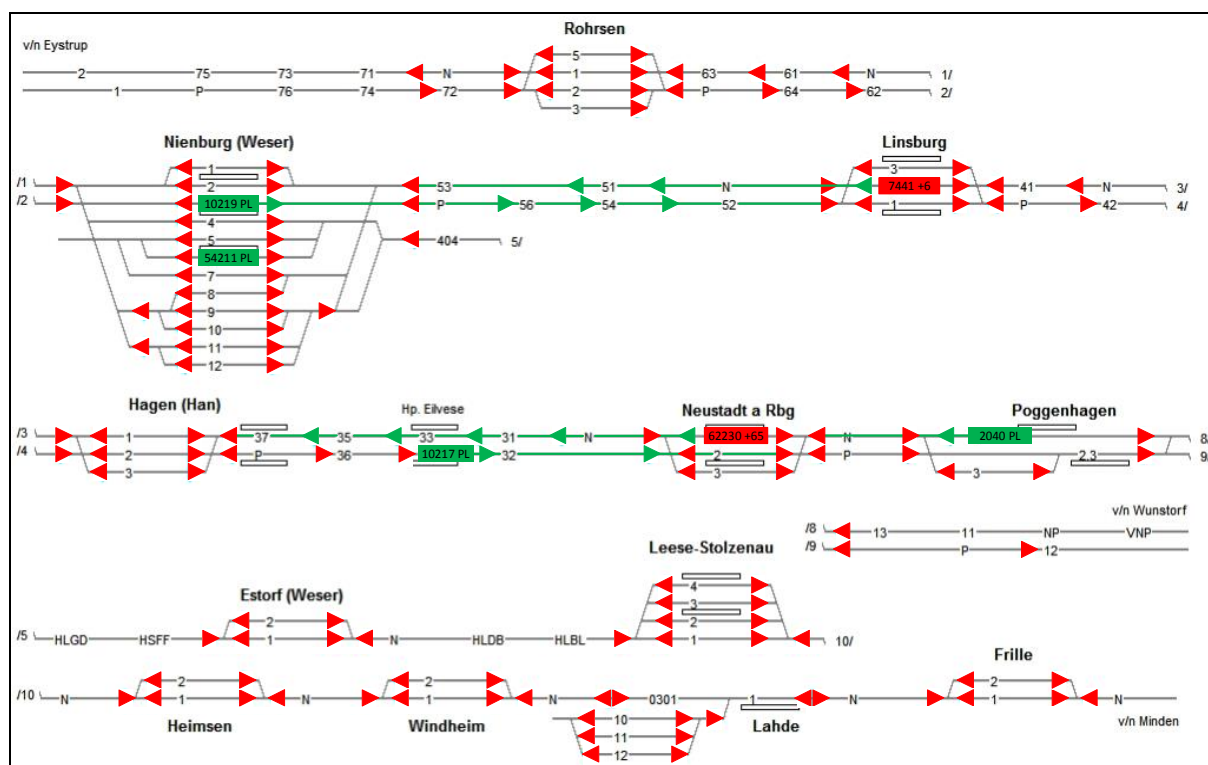 Rohrsen
v/n Eystrup
5
2 75 73 71 N 1 63 61 N 1/
1 P 76 74 72 2 P 64 62 2/
3
Nienburg (Weser) Linsburg
1 3
/1 2 53 51 N 7441 +6 41 N 3/
/2 10219 PL P 56 54 52 1 P 42 4/
4
5 404 5/
54211 PL
7
8
9
10
11
12
Hagen (Han) Hp. Eilvese Neustadt a Rbg Poggenhagen
/3 1 37 35 33 31 N 62230 +65 N 2040 PL 8/
/4 2 P 36 10217 PL 32 2 P 2.3 9/
3 3 3
v/n Wunstorf
/8 13 11 NP VNP
/9 P 12
Leese-Stolzenau
4
Estorf (Weser) 3
2 2
/5 HLGD HSFF 1 N HLDB HLBL 1 10/
Frille
2 2 2
/10 N 1 N 1 N 0301 1 N 1 N
Heimsen Windheim 10 Lahde v/n Minden
11
12